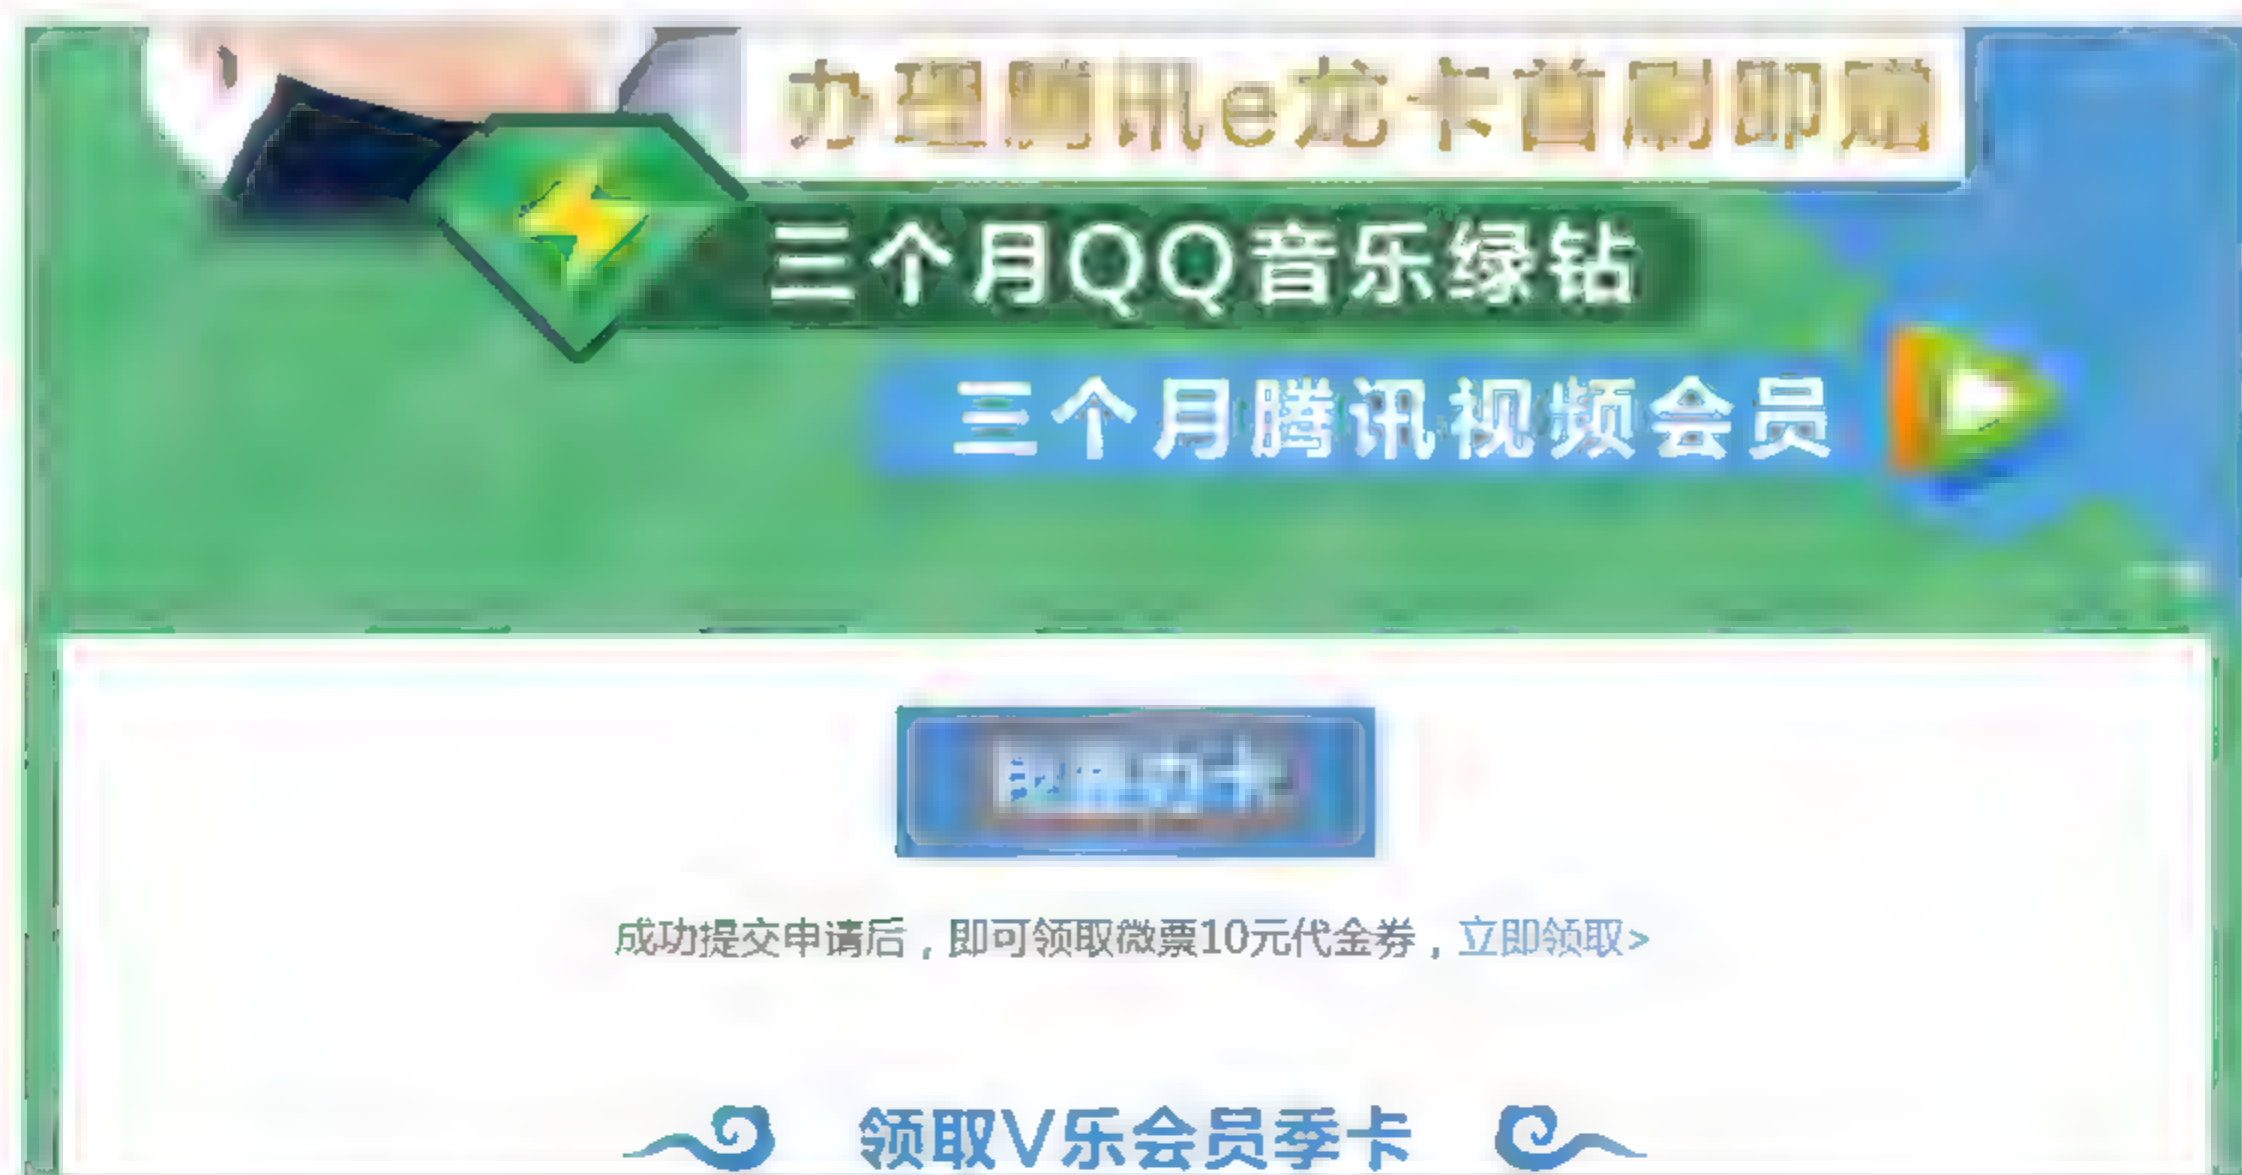 办理腾讯e龙卡首刷即赠
三个月QQ音乐绿钻
三个月腾讯视频会员
成功提交申请后，即可领取微票10元代金券，立即领取>
领取V乐会员季卡